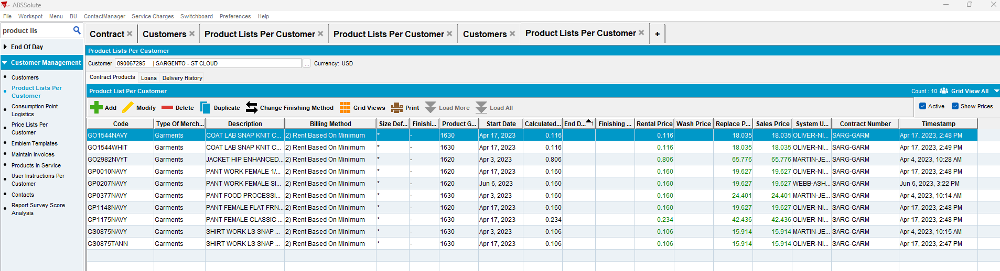 ABSSolute
File Workspot Menu BU ContactManager Service Charges Switchboard Preferences Help
product lis
Contract Customers Product Lists Per Customer Product Lists Per Customer Customers Product Lists Per Customer +
End Of Day
Customer Management
Customers
Product Lists Per
Customer
Consumption Point
Logistics
Price Lists Per
Customer
Emblem Templates
Maintain Invoices
Products In Service
User Instructions Per
Customer
Contacts
Report Survey Score
Analysis
Product Lists Per Customer
Customer 890067295 | SARGENTO - ST CLOUD ... Currency: USD
Contract Products Loans Delivery History
Product List Per Customer Count : 10 Grid View All
Add Modify Delete Duplicate Change Finishing Method Grid Views Print Load More Load All Active Show Prices
Code Type Of Merch... Description Billing Method Size Def... Finishi... Product G... Start Date Calculated... End D... 1 Finishing ... Rental Price Wash Price Replace P... Sales Price System U... Contract Number Timestamp
GO1544NAVY Garments COAT LAB SNAP KNIT C... 2) Rent Based On Minimum * - 1630 Apr 17, 2023 0.116 0.116 18.035 18.035 OLIVER-NI... SARG-GARM Apr 17, 2023, 2:48 PM
GO1544WHIT Garments COAT LAB SNAP KNIT C... 2) Rent Based On Minimum * - 1630 Apr 17, 2023 0.116 0.116 18.035 18.035 OLIVER-NI... SARG-GARM Apr 17, 2023, 2:49 PM
GO2982NVYT Garments JACKET HIP ENHANCED... 2) Rent Based On Minimum * - 1620 Apr 3, 2023 0.806 0.806 65.776 65.776 MARTIN-JE... SARG-GARM Apr 4, 2023, 10:28 AM
GP0010NAVY Garments PANT WORK FEMALE 1/... 2) Rent Based On Minimum * - 1620 Apr 17, 2023 0.160 0.160 19.627 19.627 OLIVER-NI... SARG-GARM Apr 17, 2023, 2:48 PM
GP0207NAVY Garments PANT WORK FEMALE SI... 2) Rent Based On Minimum * - 1620 Jun 6, 2023 0.160 0.160 19.627 19.627 WEBB-ASH... SARG-GARM Jun 6, 2023, 3:22 PM
GP0377NAVY Garments PANT FOOD PROCESSI... 2) Rent Based On Minimum * - 1630 Apr 3, 2023 0.160 0.160 24.401 24.401 MARTIN-JE... SARG-GARM Apr 4, 2023, 10:14 AM
GP1148NAVY Garments PANT FEMALE FLAT FRN... 2) Rent Based On Minimum * - 1620 Apr 17, 2023 0.160 0.160 19.627 19.627 OLIVER-NI... SARG-GARM Apr 17, 2023, 2:48 PM
GP1175NAVY Garments PANT FEMALE CLASSIC ... 2) Rent Based On Minimum * - 1630 Apr 17, 2023 0.234 0.234 42.436 42.436 OLIVER-NI... SARG-GARM Apr 17, 2023, 2:48 PM
GS0875NAVY Garments SHIRT WORK LS SNAP ... 2) Rent Based On Minimum * - 1630 Apr 3, 2023 0.106 0.106 15.914 15.914 MARTIN-JE... SARG-GARM Apr 4, 2023, 10:15 AM
GS0875TANN Garments SHIRT WORK LS SNAP ... 2) Rent Based On Minimum * - 1630 Apr 17, 2023 0.106 0.106 15.914 15.914 OLIVER-NI... SARG-GARM Apr 17, 2023, 2:47 PM